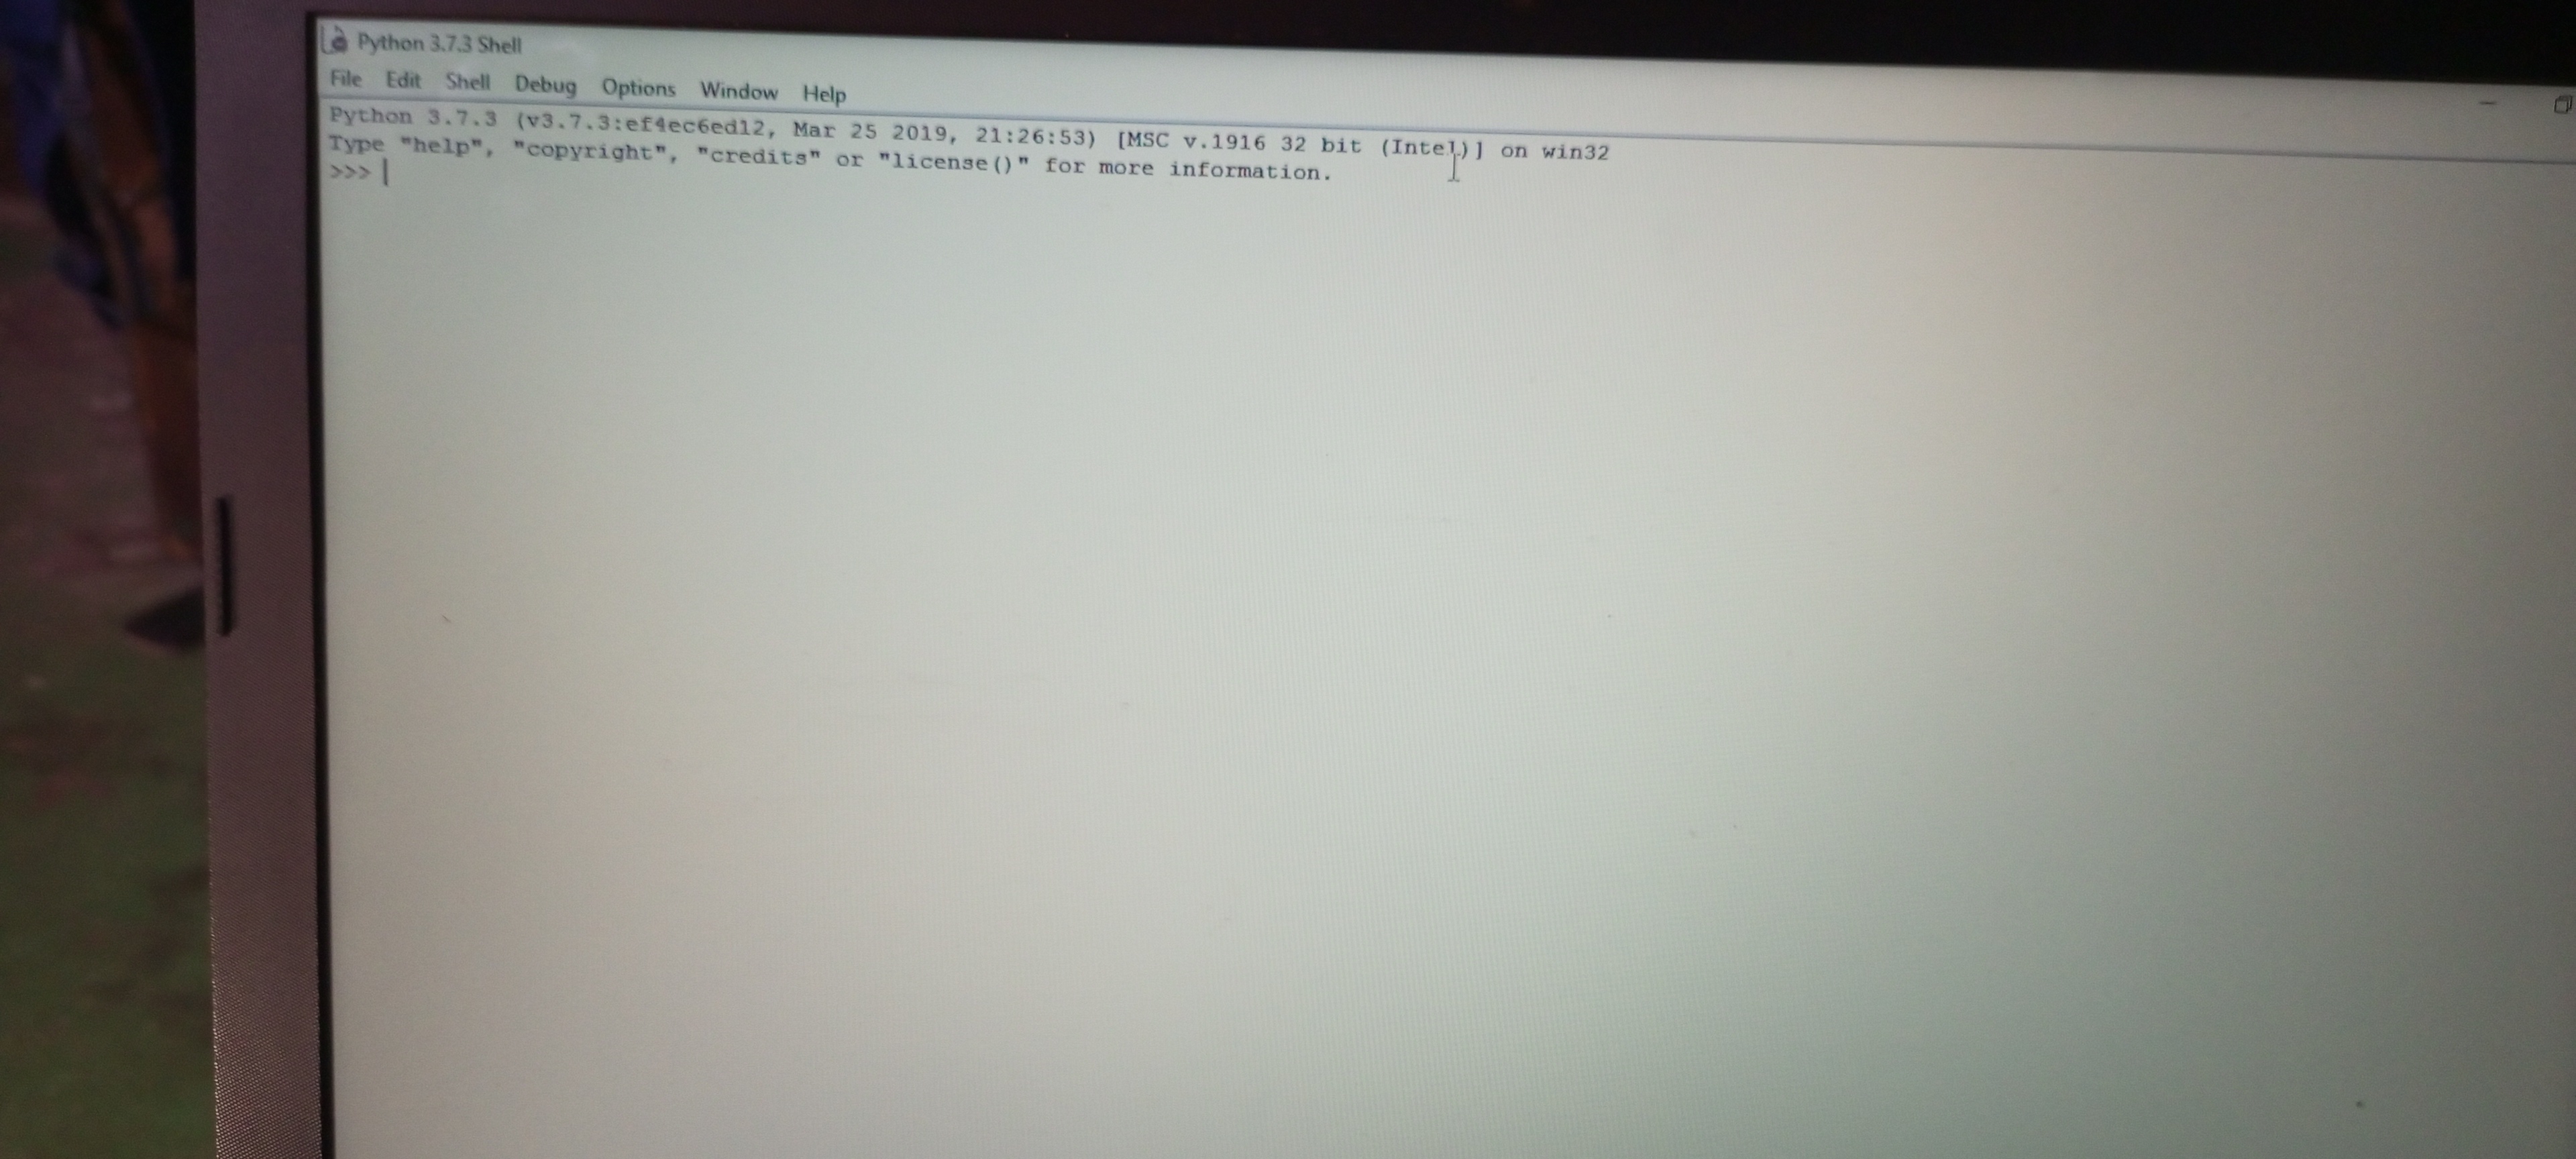 Python 3.7.3 Shell
File Edit Shell Debug Options Window Help
Python 3.7.3 (v3.7.3:ef4ec6ed12, Mar 25 2019, 21:26:53) [MSC v.1916 32 bit (Intel)] on win32
Type "help", "copyright", "credits" or "license()" for more information.
>>>